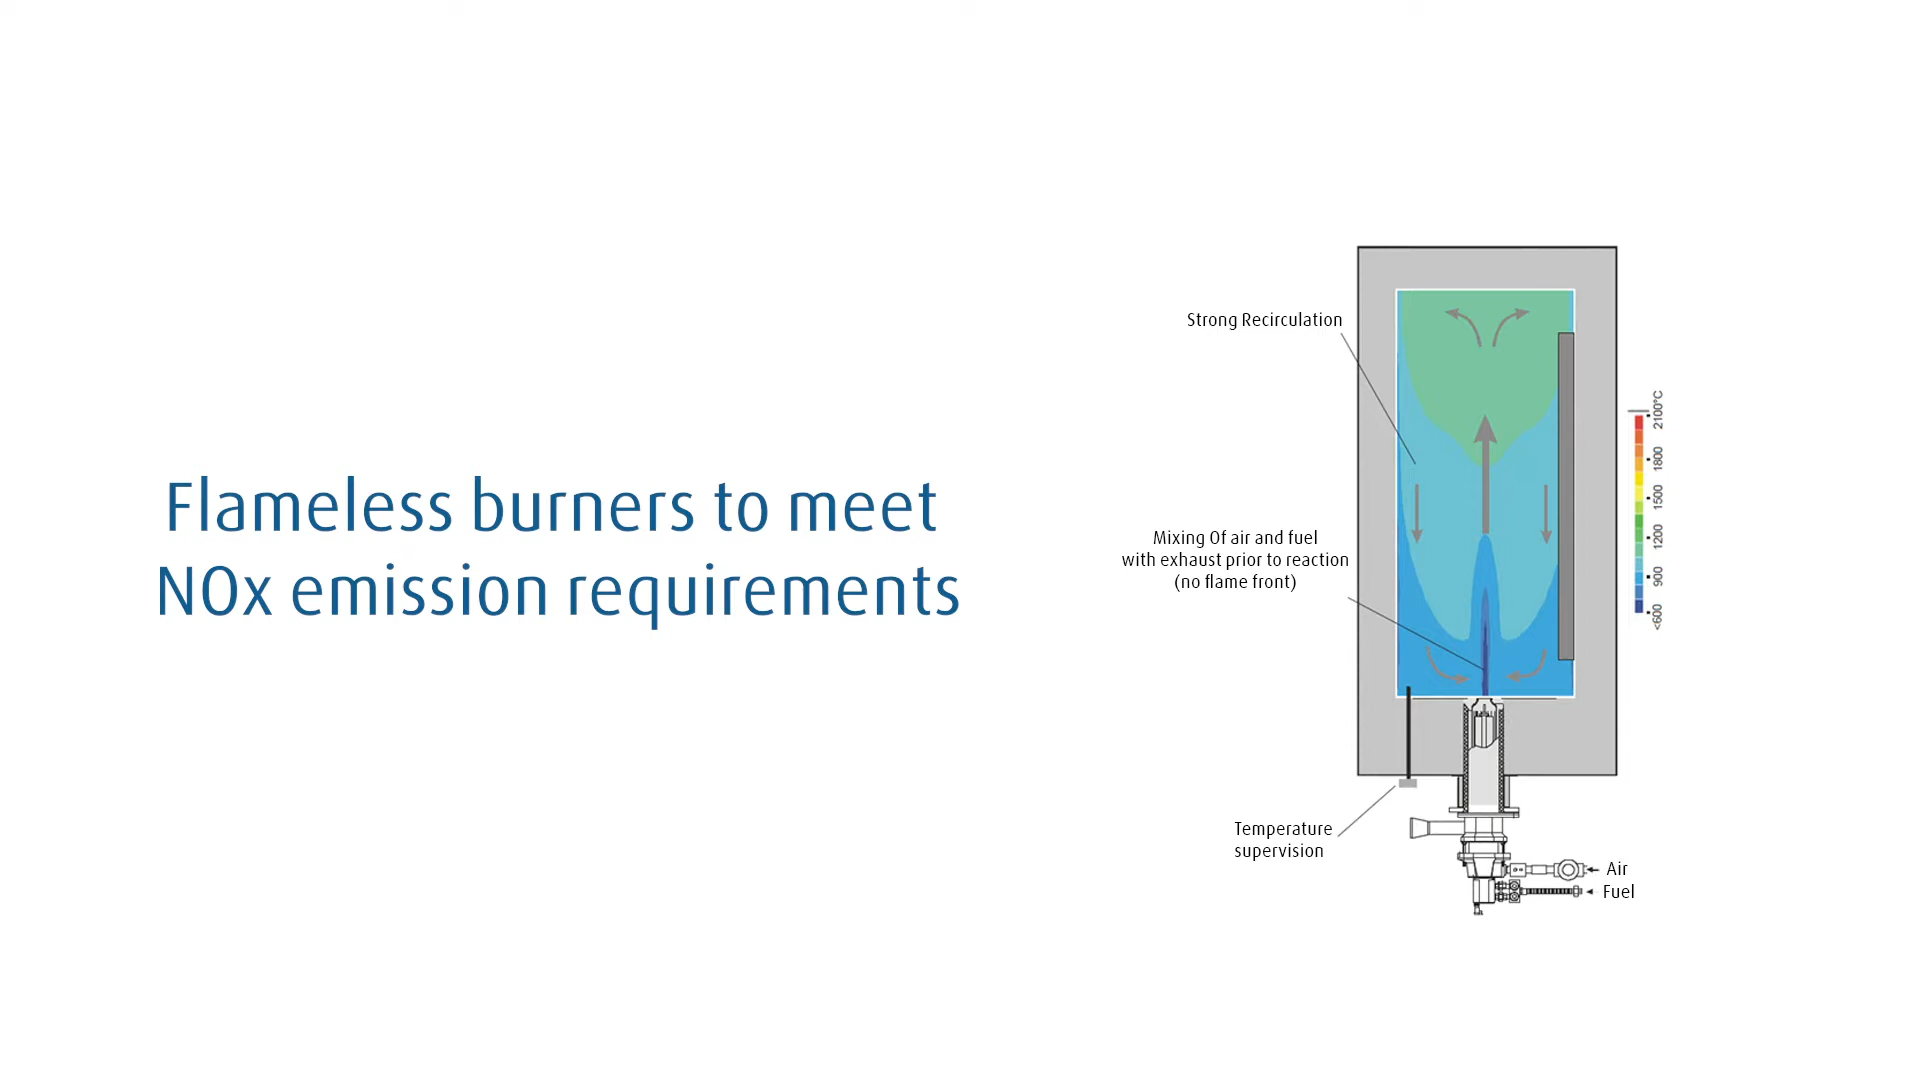 Flameless burners to meet
NOx emission requirements
Strong Recirculation
Mixing Of air and fuel
with exhaust prior to reaction
(no flame front)
Temperature
supervision
Air
Fuel
2100°C
1800
1500
1200
900
<600